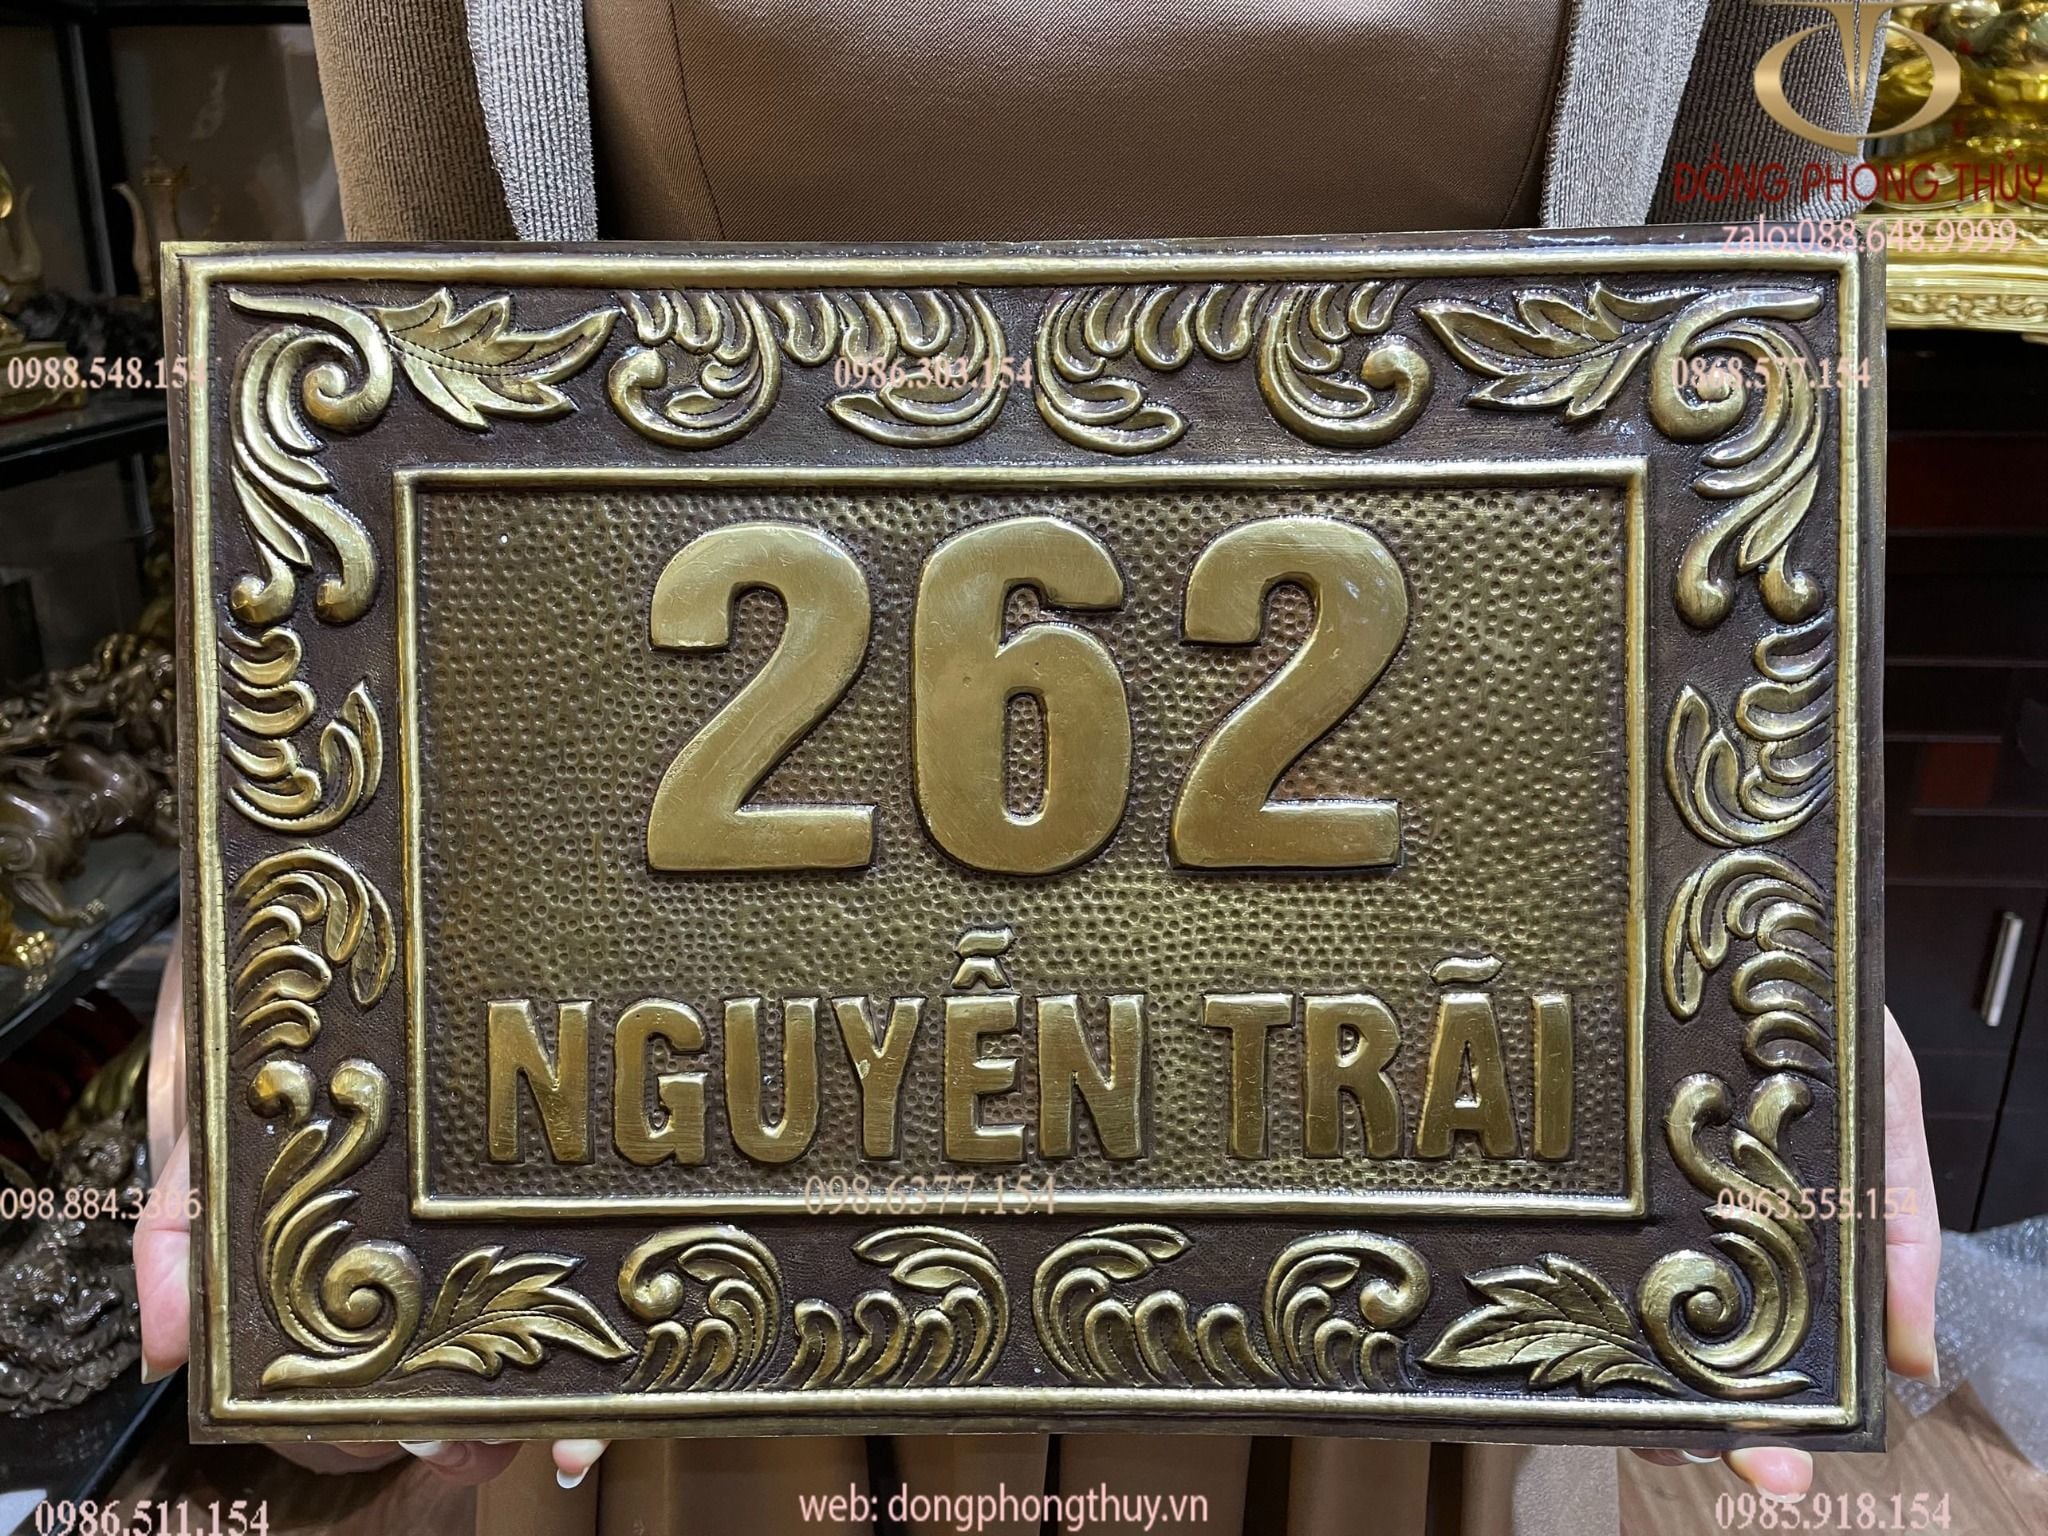 ĐỒNG PHONG THỦY
zalo:088.648.9999
0988.548.154
0986.303.154
0868.577.154
262
NGUYỄN TRÃI
098.884.3306
098.6377.154
0963.555.154
0986.511.154
web: dongphongthuy.vn
0985.918.154